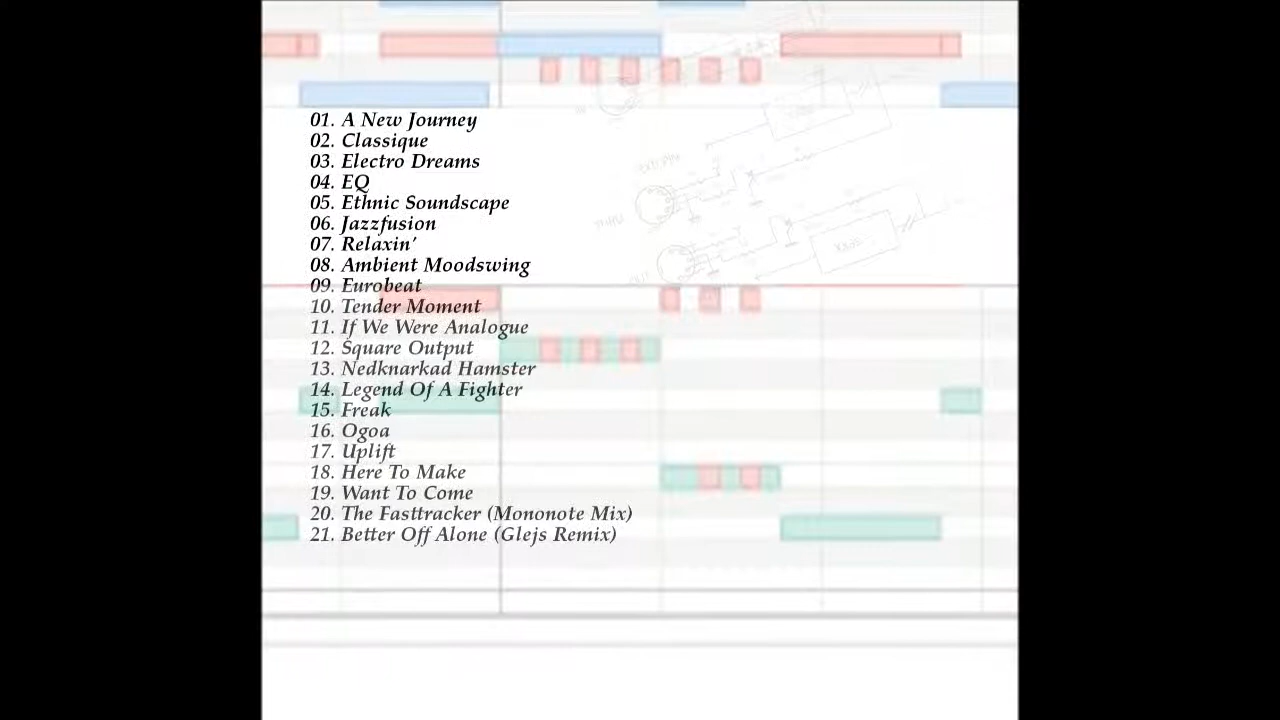 01. A New Journey
02. Classique
03. Electro Dreams
04. EQ
05. Ethnic Soundscape
06. Jazzfusion
07. Relaxin'
08. Ambient Moodswing
09. Eurobeat
10. Tender Moment
11. If We Were Analogue
12. Square Output
13. Nedknarkad Hamster
14. Legend Of A Fighter
15. Freak
16. Ogoa
17. Uplift
18. Here To Make
19. Want To Come
20. The Fasttracker (Mononote Mix)
21. Better Off Alone (Glejs Remix)